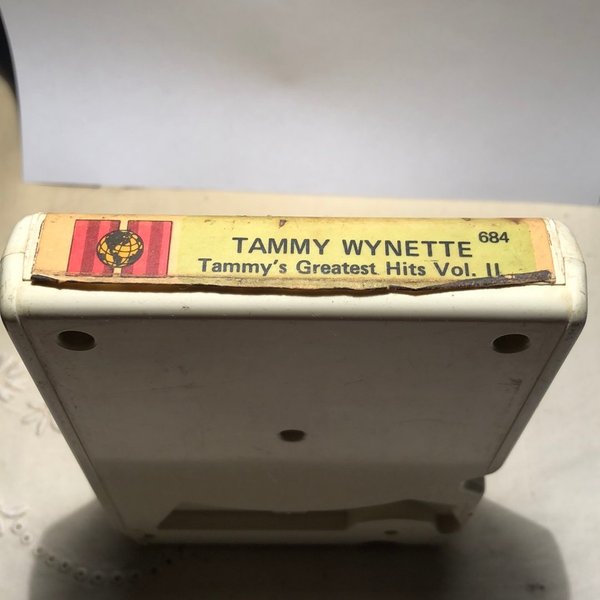 TAMMY WYNETTE 684
Tammy's Greatest Hits Vol. II